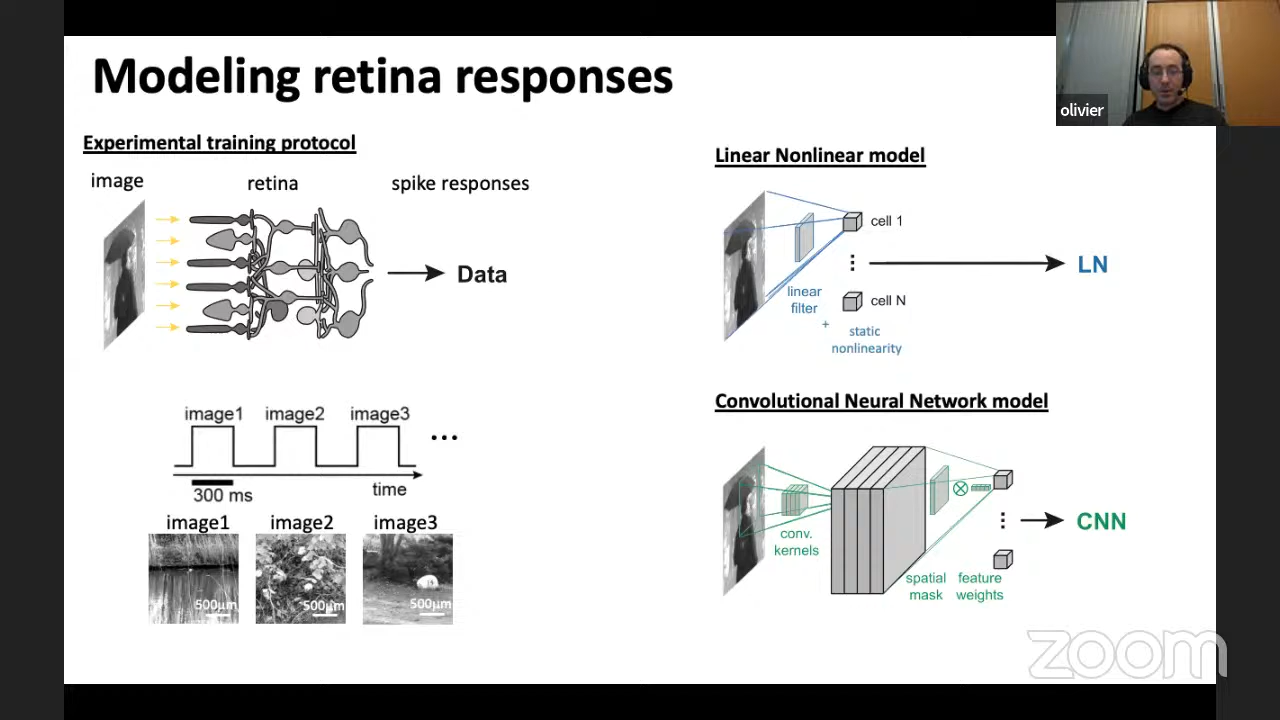 Modeling retina responses
olivier
Experimental training protocol
image
retina
spike responses
Data
image1
image2
image3
...
300 ms
time
image1
image2
image3
500µm
500µm
500µm
Linear Nonlinear model
cell 1
⋮
cell N
linear
filter
+
static
nonlinearity
LN
Convolutional Neural Network model
conv.
kernels
⊗
⋮
spatial
mask
feature
weights
CNN
zoom